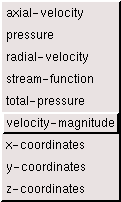 axial-velocity
pressure
radial-velocity
stream-function
total-pressure
velocity-magnitude
x-coordinates
y-coordinates
z-coordinates